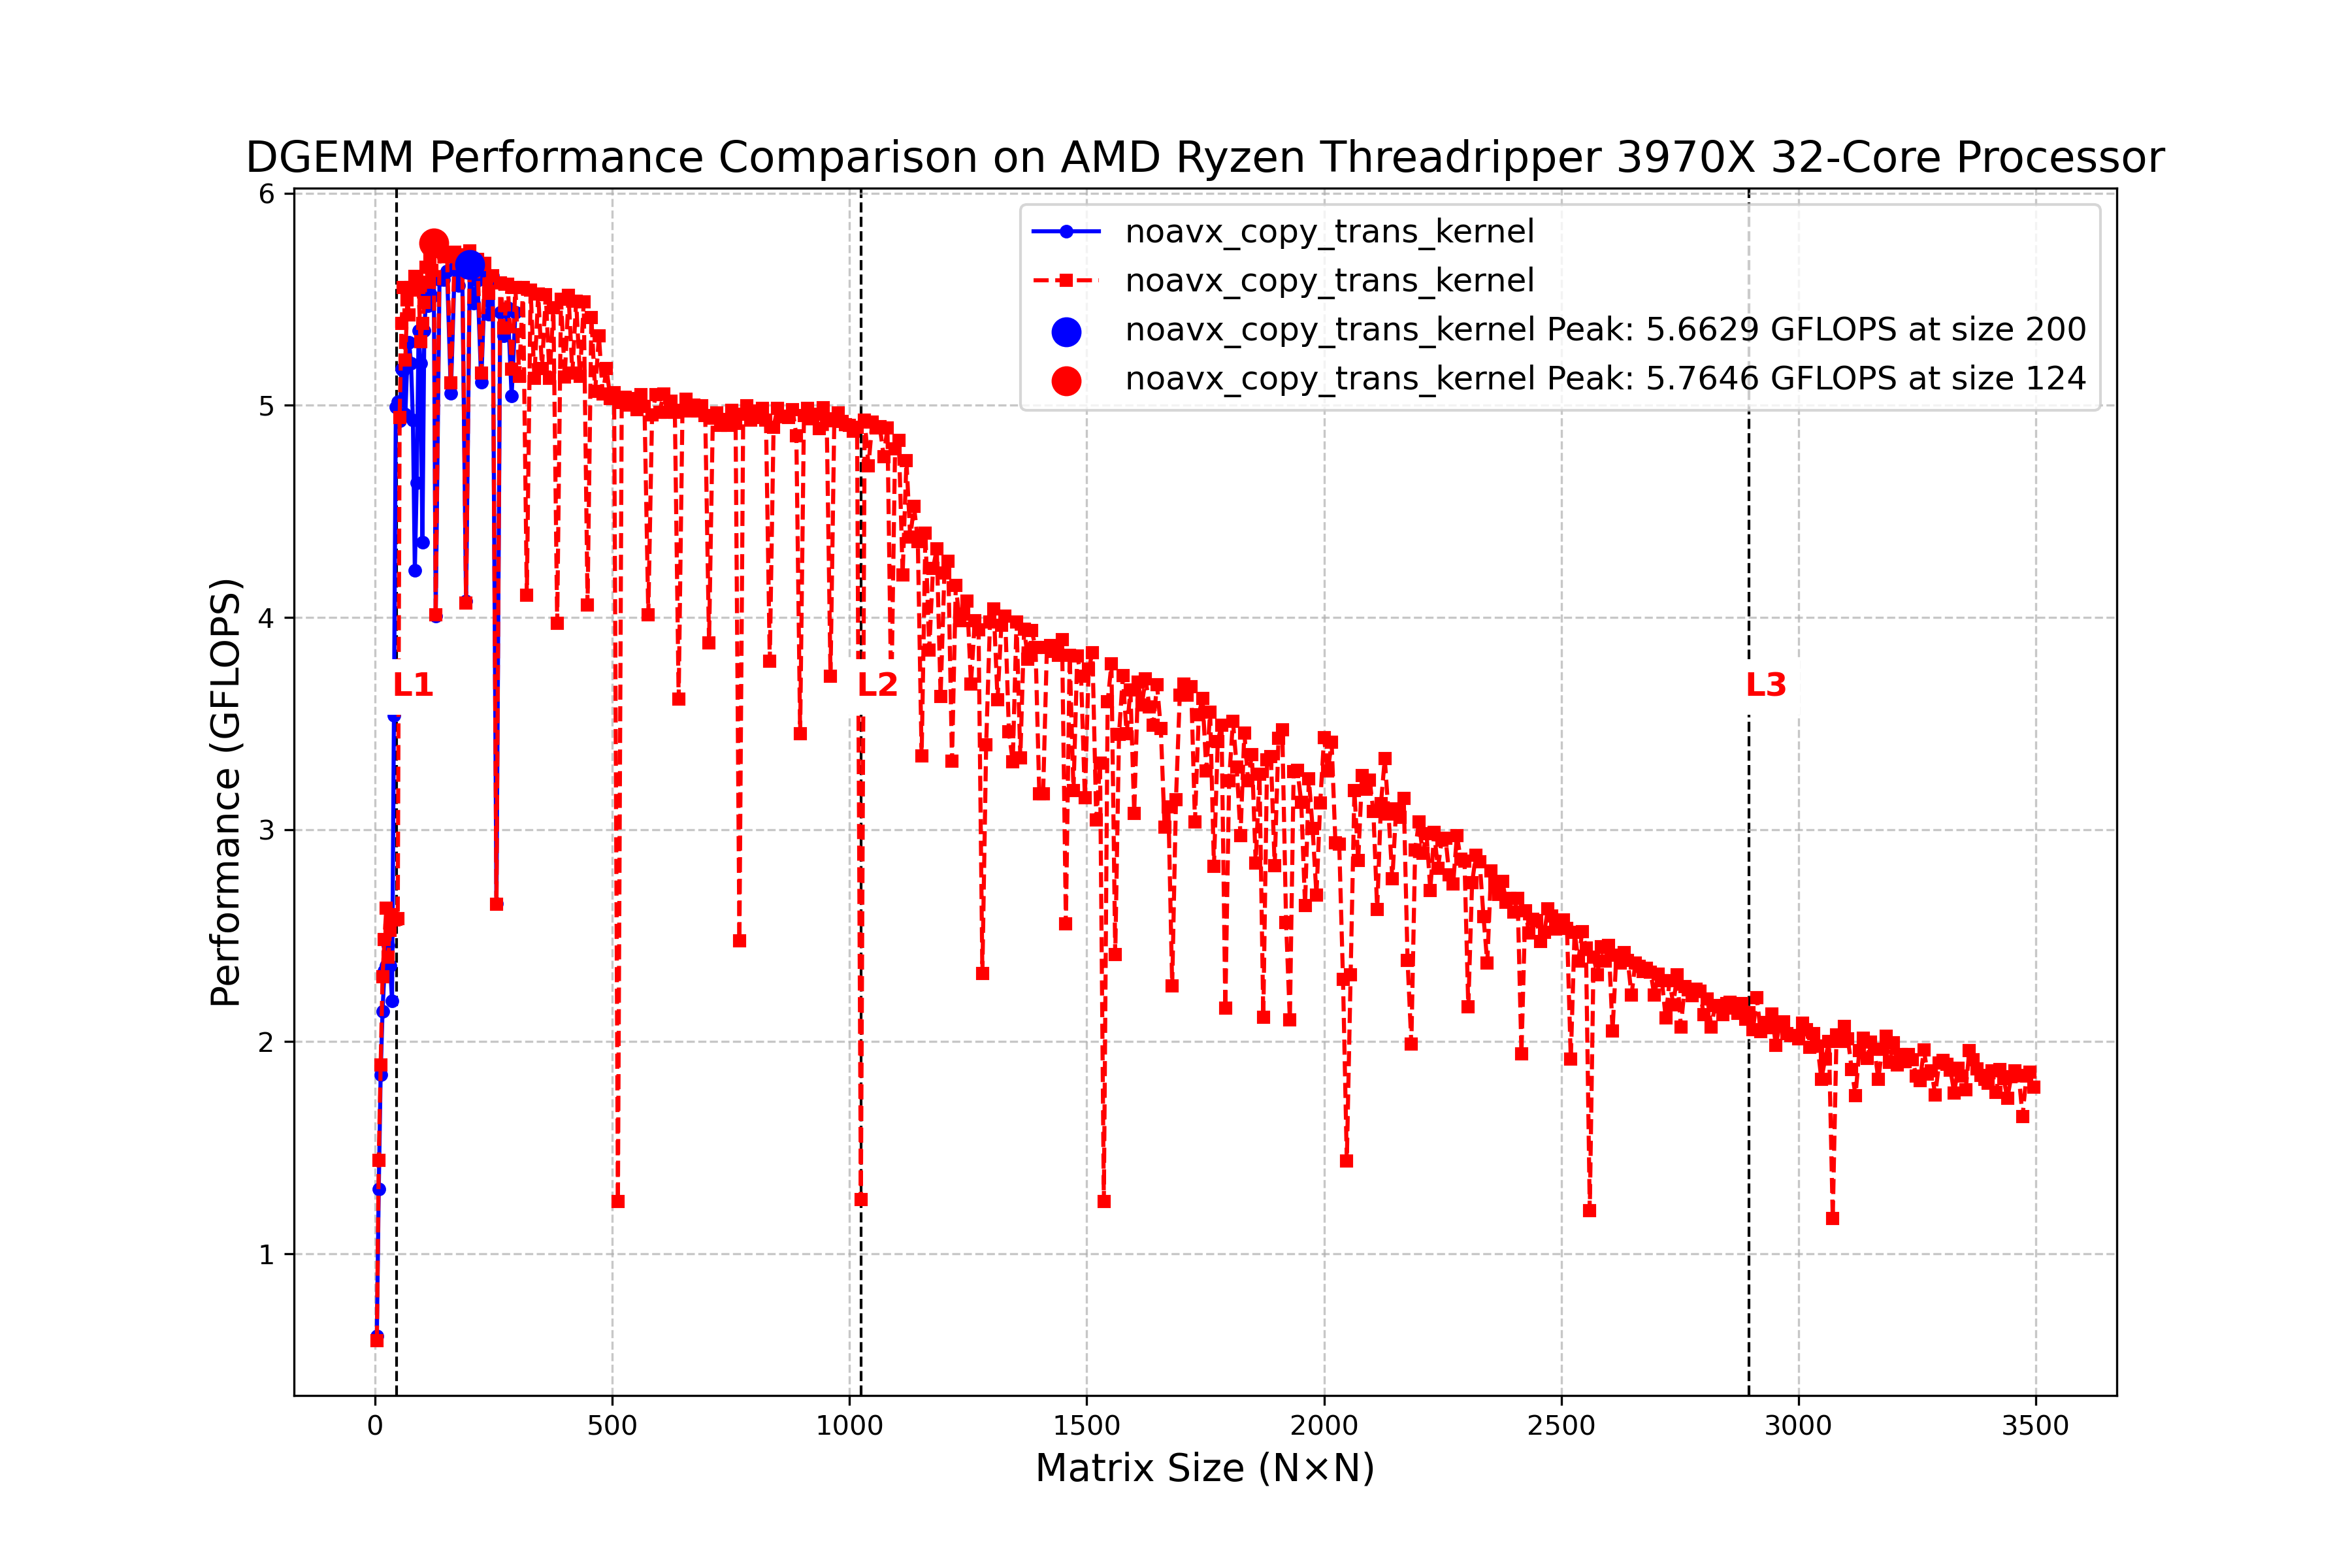 DGEMM Performance Comparison on AMD Ryzen Threadripper 3970X 32-Core Processor
noavx_copy_trans_kernel
noavx_copy_trans_kernel
noavx_copy_trans_kernel Peak: 5.6629 GFLOPS at size 200
noavx_copy_trans_kernel Peak: 5.7646 GFLOPS at size 124
Performance (GFLOPS)
6
5
4
3
2
1
L1
L2
L3
0
500
1000
1500
2000
2500
3000
3500
Matrix Size (N×N)